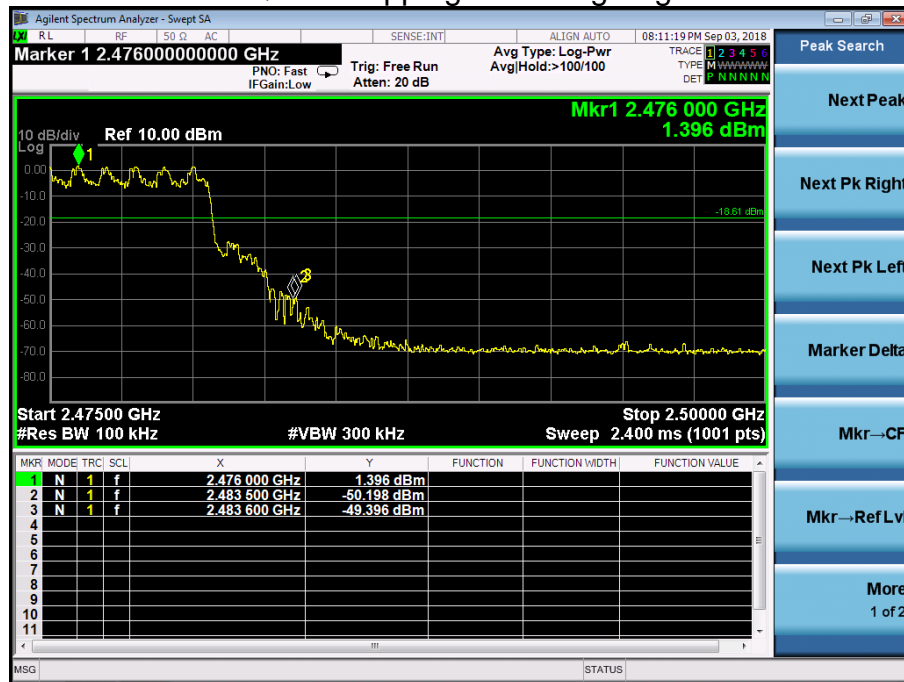 Agilent Spectrum Analyzer - Swept SA
LXI RL RF 50 Ω AC SENSE:INT ALIGN AUTO 08:11:19 PM Sep 03, 2018
Marker 1 2.476000000000 GHz
PNO: Fast
IFGain:Low
Trig: Free Run
Atten: 20 dB
Avg Type: Log-Pwr
Avg|Hold:>100/100
TRACE 1 2 3 4 5 6
TYPE M W W W W W
DET P N N N N N
Peak Search
Mkr1 2.476 000 GHz
1.396 dBm
10 dB/div Ref 10.00 dBm
Log
1
0.00
-10.0
-20.0
-18.61 dBm
-30.0
-40.0
3
-50.0
-60.0
-70.0
-80.0
Start 2.47500 GHz Stop 2.50000 GHz
#Res BW 100 kHz #VBW 300 kHz Sweep 2.400 ms (1001 pts)
MKR MODE TRC SCL X Y FUNCTION FUNCTION WIDTH FUNCTION VALUE
1 N 1 f 2.476 000 GHz 1.396 dBm
2 N 1 f 2.483 500 GHz -50.198 dBm
3 N 1 f 2.483 600 GHz -49.396 dBm
4
5
6
7
8
9
10
11
MSG STATUS
Next Peak
Next Pk Right
Next Pk Left
Marker Delta
Mkr→CF
Mkr→Ref Lvl
More
1 of 2